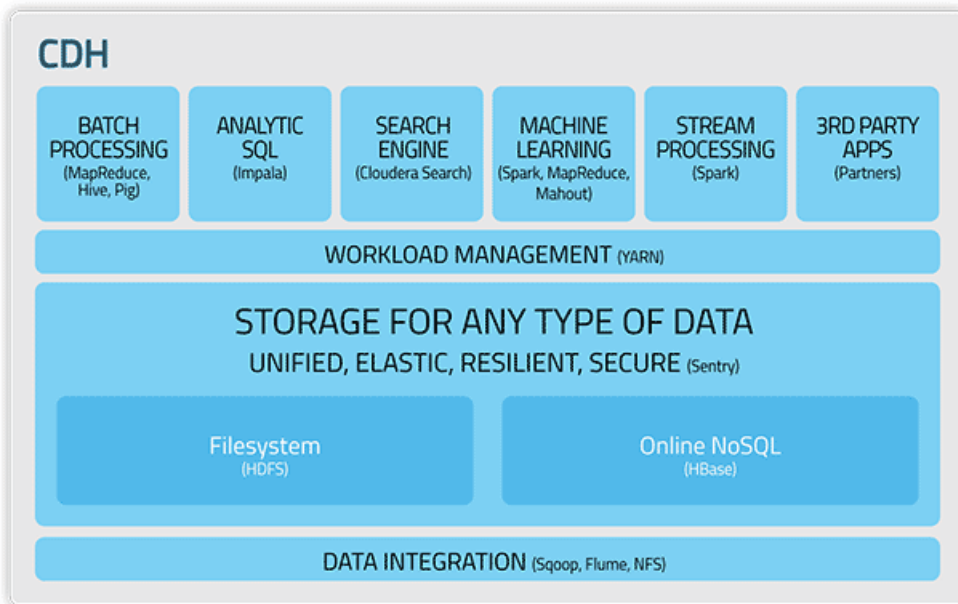 CDH
BATCH
PROCESSING
(MapReduce,
Hive, Pig)
ANALYTIC
SQL
(Impala)
SEARCH
ENGINE
(Cloudera Search)
MACHINE
LEARNING
(Spark, MapReduce,
Mahout)
STREAM
PROCESSING
(Spark)
3RD PARTY
APPS
(Partners)
WORKLOAD MANAGEMENT (YARN)
STORAGE FOR ANY TYPE OF DATA
UNIFIED, ELASTIC, RESILIENT, SECURE (Sentry)
Filesystem
(HDFS)
Online NoSQL
(HBase)
DATA INTEGRATION (Sqoop, Flume, NFS)